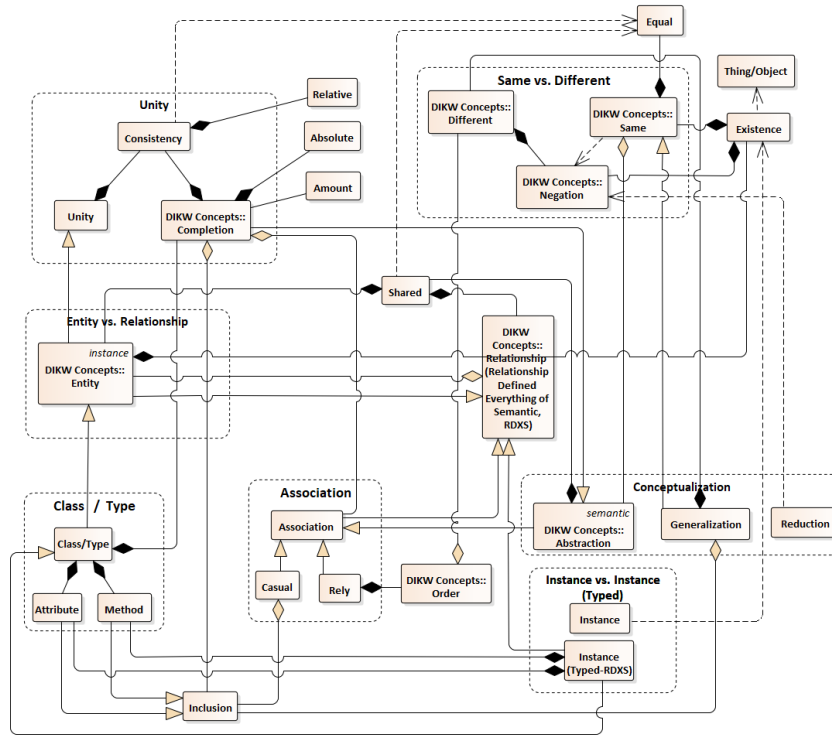 Equal
Thing/Object
Same vs. Different
DIKW Concepts::
Different
DIKW Concepts::
Same
Existence
DIKW Concepts::
Negation
Unity
Relative
Consistency
Absolute
Amount
Unity
DIKW Concepts::
Completion
Shared
Entity vs. Relationship
instance
DIKW Concepts::
Entity
DIKW
Concepts::
Relationship
(Relationship
Defined
Everything of
Semantic,
RDXS)
Class / Type
Class/Type
Attribute
Method
Association
Association
Casual
Rely
DIKW Concepts::
Order
Conceptualization
semantic
DIKW Concepts::
Abstraction
Generalization
Reduction
Instance vs. Instance
(Typed)
Instance
Instance
(Typed-RDXS)
Inclusion